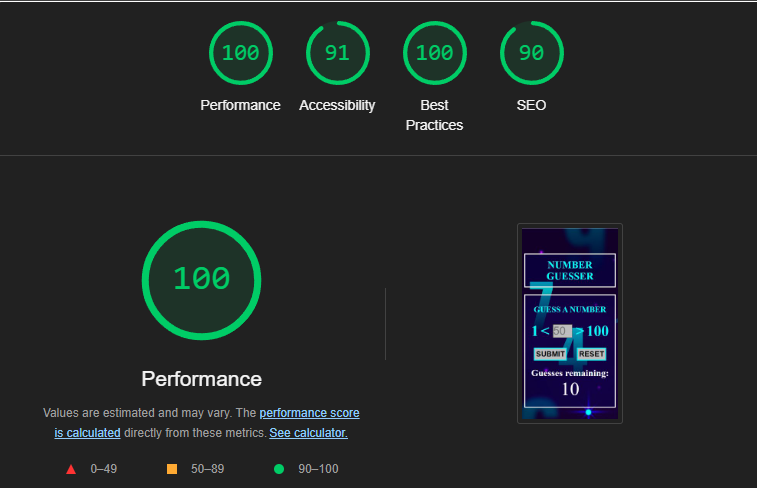 100 91 100 90
Performance Accessibility Best Practices SEO
100
Performance
Values are estimated and may vary. The performance score
is calculated directly from these metrics. See calculator.
0–49 50–89 90–100
NUMBER
GUESSER
GUESS A NUMBER
1 < 50 > 100
SUBMIT RESET
Guesses remaining:
10